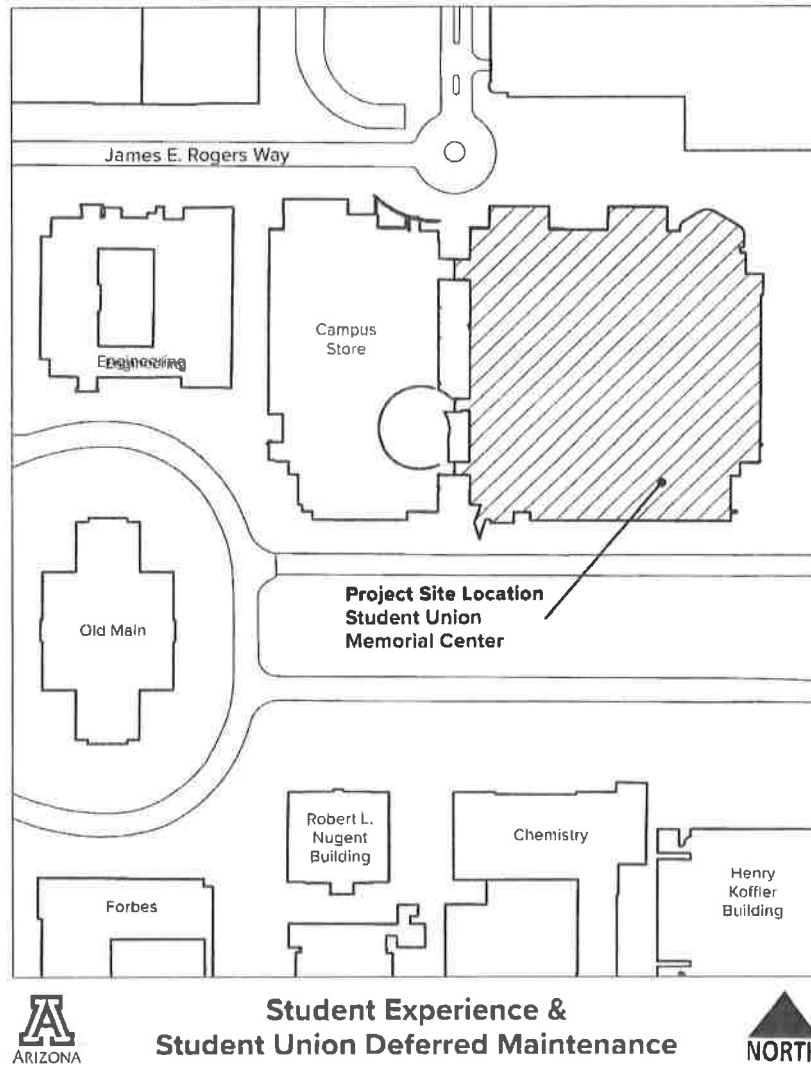 James E. Rogers Way
Campus
Store
Engineering
Engineering
Project Site Location
Student Union
Memorial Center
Old Main
Robert L.
Nugent
Building
Chemistry
Henry
Koffler
Building
Forbes
A
ARIZONA
Student Experience &
Student Union Deferred Maintenance
NORTH